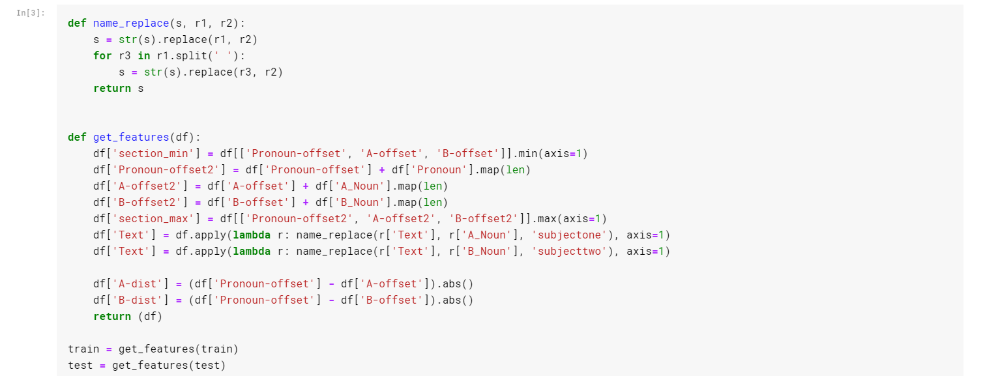 In[3]:
def name_replace(s, r1, r2):
    s = str(s).replace(r1, r2)
    for r3 in r1.split(' '):
        s = str(s).replace(r3, r2)
    return s
def get_features(df):
    df['section_min'] = df[['Pronoun-offset', 'A-offset', 'B-offset']].min(axis=1)
    df['Pronoun-offset2'] = df['Pronoun-offset'] + df['Pronoun'].map(len)
    df['A-offset2'] = df['A-offset'] + df['A_Noun'].map(len)
    df['B-offset2'] = df['B-offset'] + df['B_Noun'].map(len)
    df['section_max'] = df[['Pronoun-offset2', 'A-offset2', 'B-offset2']].max(axis=1)
    df['Text'] = df.apply(lambda r: name_replace(r['Text'], r['A_Noun'], 'subjectone'), axis=1)
    df['Text'] = df.apply(lambda r: name_replace(r['Text'], r['B_Noun'], 'subjecttwo'), axis=1)
    df['A-dist'] = (df['Pronoun-offset'] - df['A-offset']).abs()
    df['B-dist'] = (df['Pronoun-offset'] - df['B-offset']).abs()
    return (df)
train = get_features(train)
test = get_features(test)